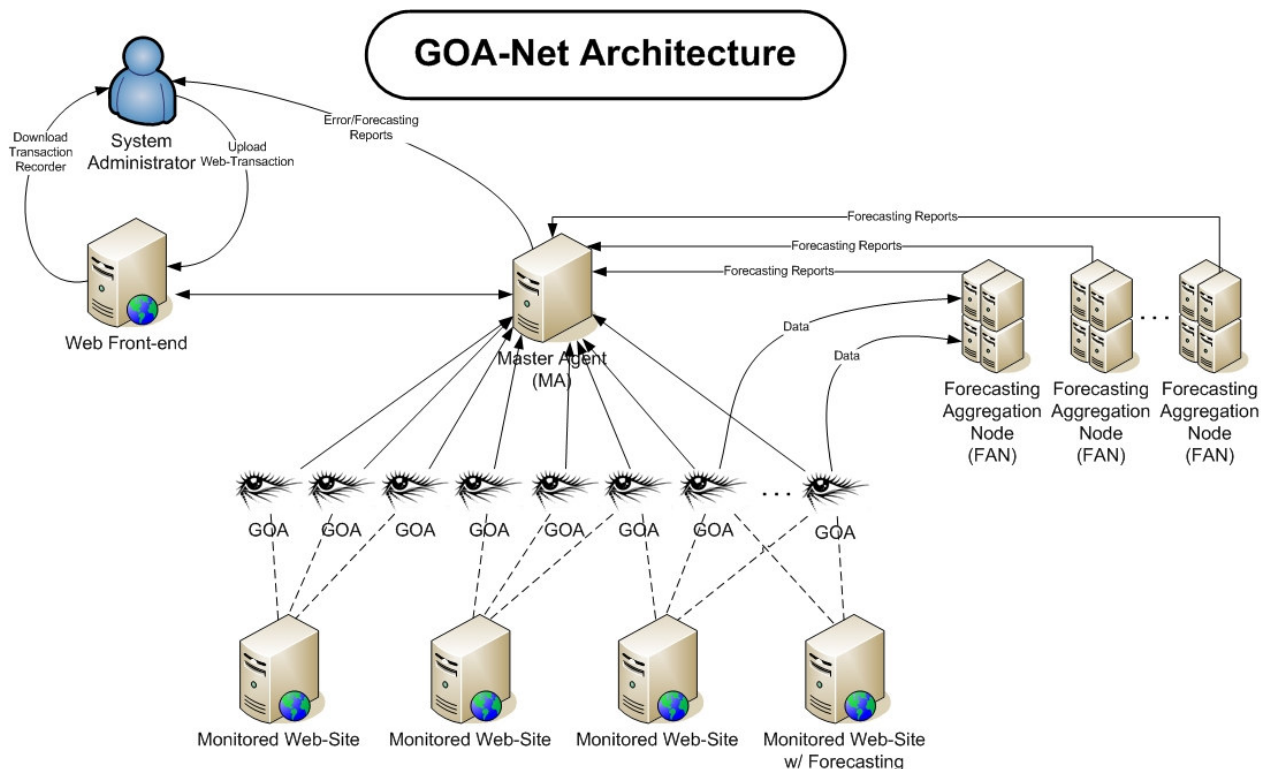 GOA-Net Architecture
System
Administrator
Download
Transaction
Recorder
Upload
Web-Transaction
Error/Forecasting
Reports
Web Front-end
Master Agent
(MA)
Forecasting Reports
Forecasting Reports
Forecasting Reports
Data
Data
Forecasting
Aggregation
Node
(FAN)
Forecasting
Aggregation
Node
(FAN)
Forecasting
Aggregation
Node
(FAN)
. . .
. . .
GOA
GOA
GOA
GOA
GOA
GOA
GOA
GOA
Monitored Web-Site
Monitored Web-Site
Monitored Web-Site
Monitored Web-Site
w/ Forecasting